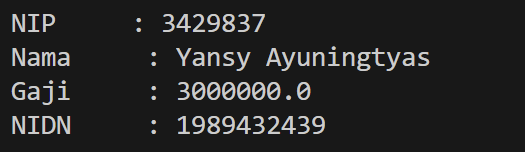 NIP     : 3429837
Nama     : Yansy Ayuningtyas
Gaji     : 3000000.0
NIDN     : 1989432439